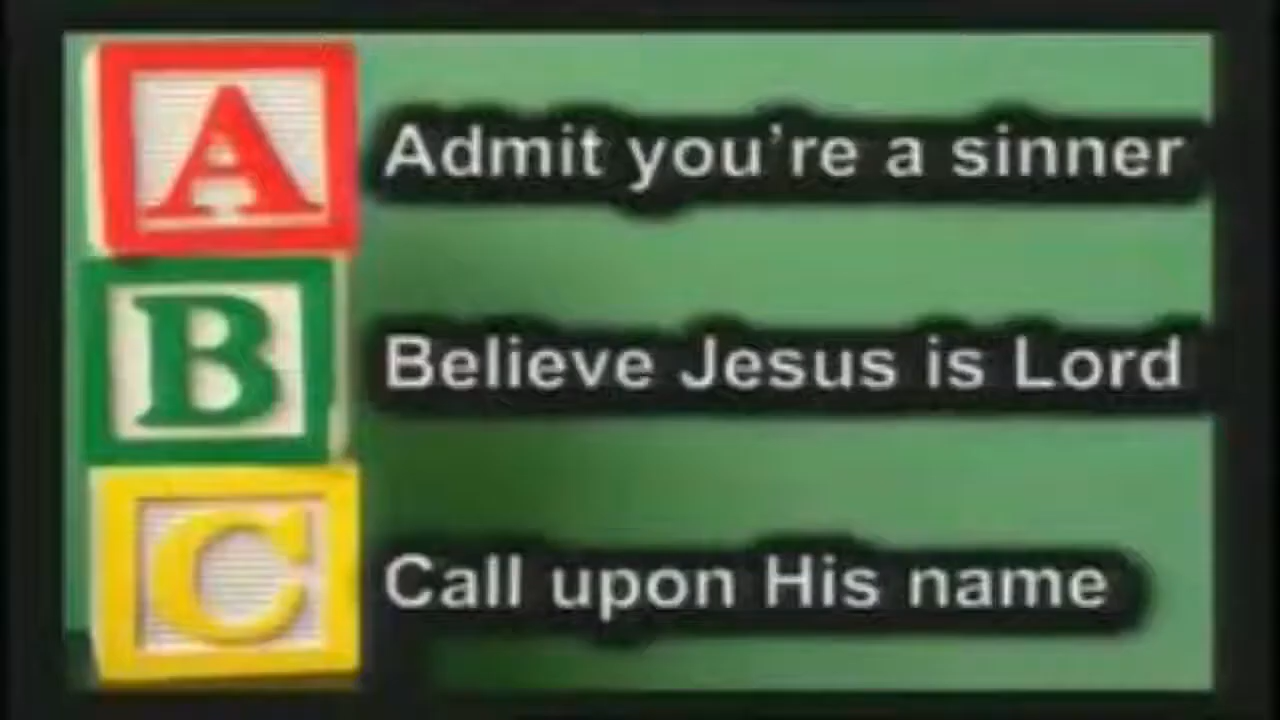 A
Admit you're a sinner
B
Believe Jesus is Lord
C
Call upon His name